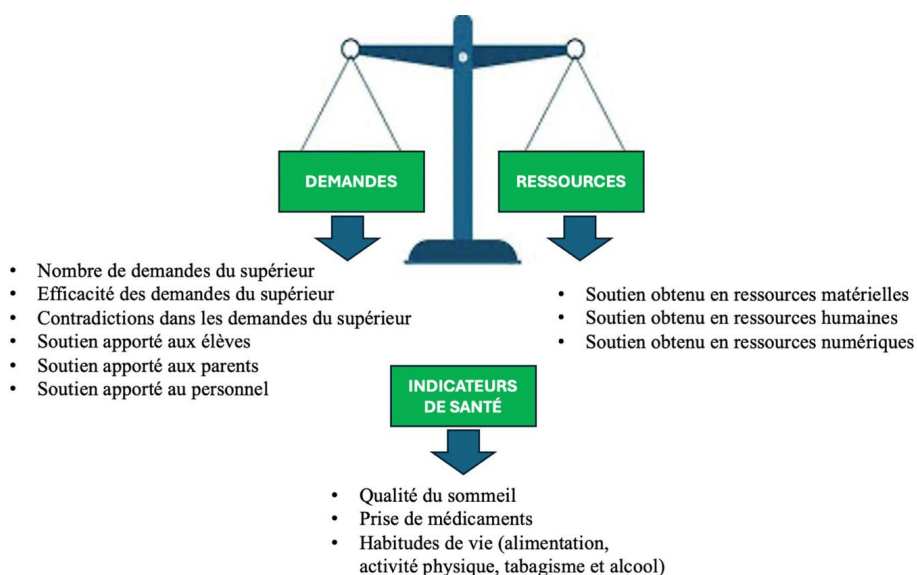 DEMANDES
RESSOURCES
• Nombre de demandes du supérieur
• Efficacité des demandes du supérieur
• Contradictions dans les demandes du supérieur
• Soutien apporté aux élèves
• Soutien apporté aux parents
• Soutien apporté au personnel
• Soutien obtenu en ressources matérielles
• Soutien obtenu en ressources humaines
• Soutien obtenu en ressources numériques
INDICATEURS
DE SANTÉ
• Qualité du sommeil
• Prise de médicaments
• Habitudes de vie (alimentation,
activité physique, tabagisme et alcool)